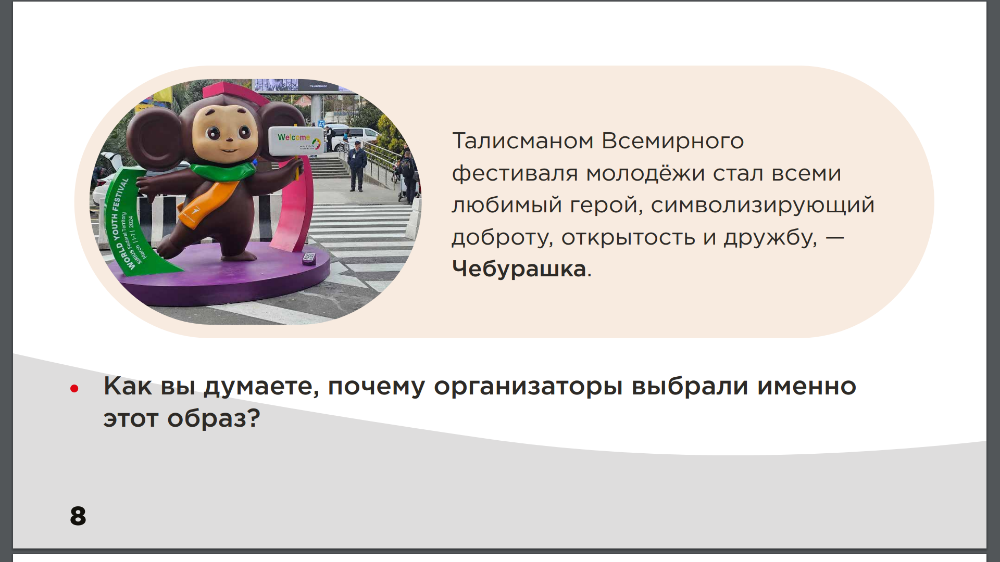 Welcome
WORLD YOUTH FESTIVAL
SIRIUS Federal Territory
March | 1-7 | 2024
Талисманом Всемирного
фестиваля молодёжи стал всеми
любимый герой, символизирующий
доброту, открытость и дружбу, —
Чебурашка.
• Как вы думаете, почему организаторы выбрали именно
этот образ?
8